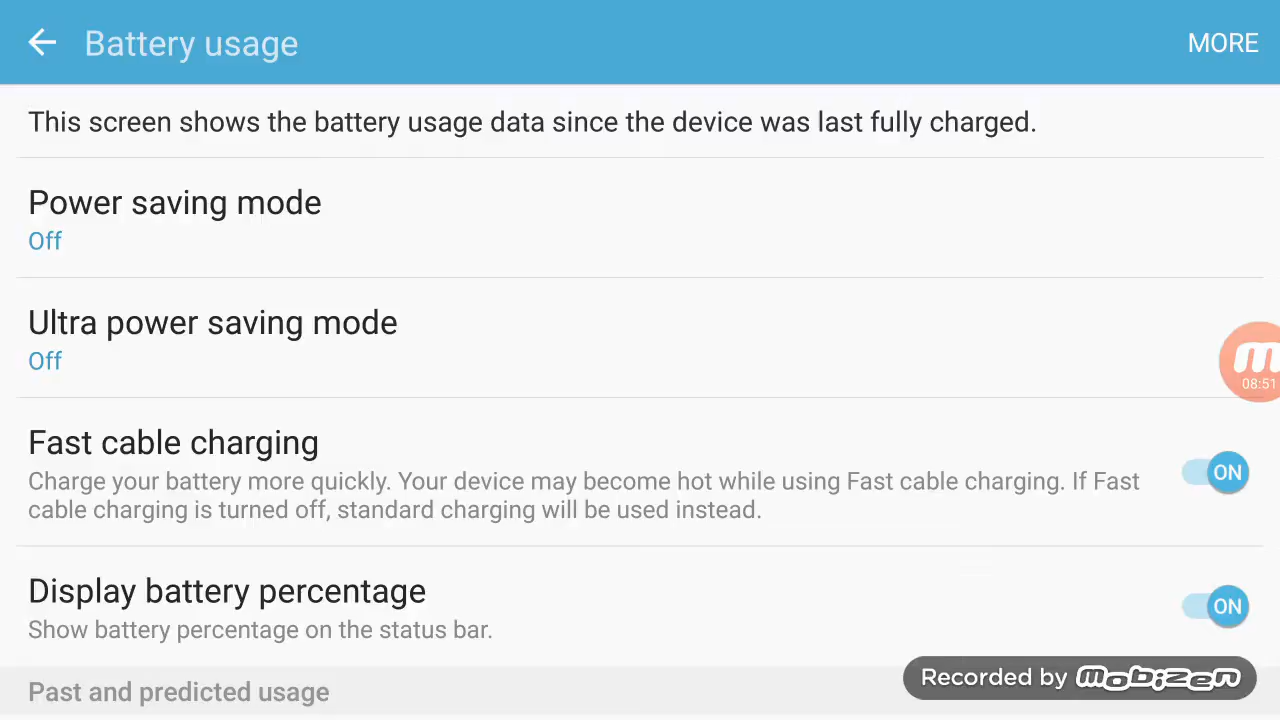 Battery usage
MORE
This screen shows the battery usage data since the device was last fully charged.
Power saving mode
Off
Ultra power saving mode
Off
m
08:51
Fast cable charging
Charge your battery more quickly. Your device may become hot while using Fast cable charging. If Fast
cable charging is turned off, standard charging will be used instead.
ON
Display battery percentage
Show battery percentage on the status bar.
ON
Past and predicted usage
Recorded by mobizen